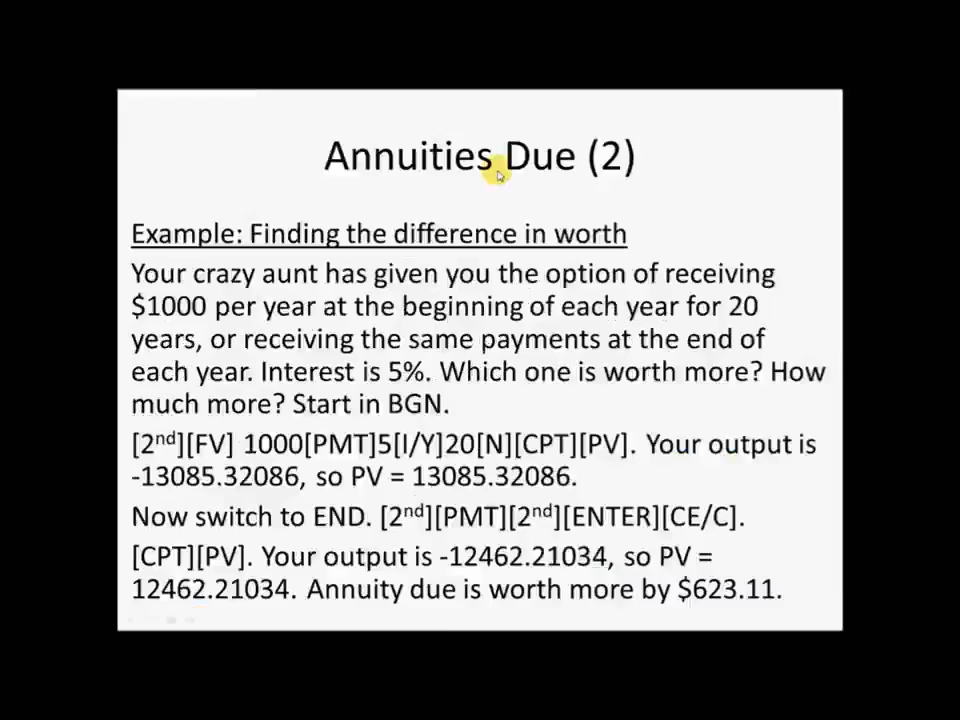 Annuities Due (2)
Example: Finding the difference in worth
Your crazy aunt has given you the option of receiving
$1000 per year at the beginning of each year for 20
years, or receiving the same payments at the end of
each year. Interest is 5%. Which one is worth more? How
much more? Start in BGN.
[2nd][FV] 1000[PMT]5[I/Y]20[N][CPT][PV]. Your output is
-13085.32086, so PV = 13085.32086.
Now switch to END. [2nd][PMT][2nd][ENTER][CE/C].
[CPT][PV]. Your output is -12462.21034, so PV =
12462.21034. Annuity due is worth more by $623.11.